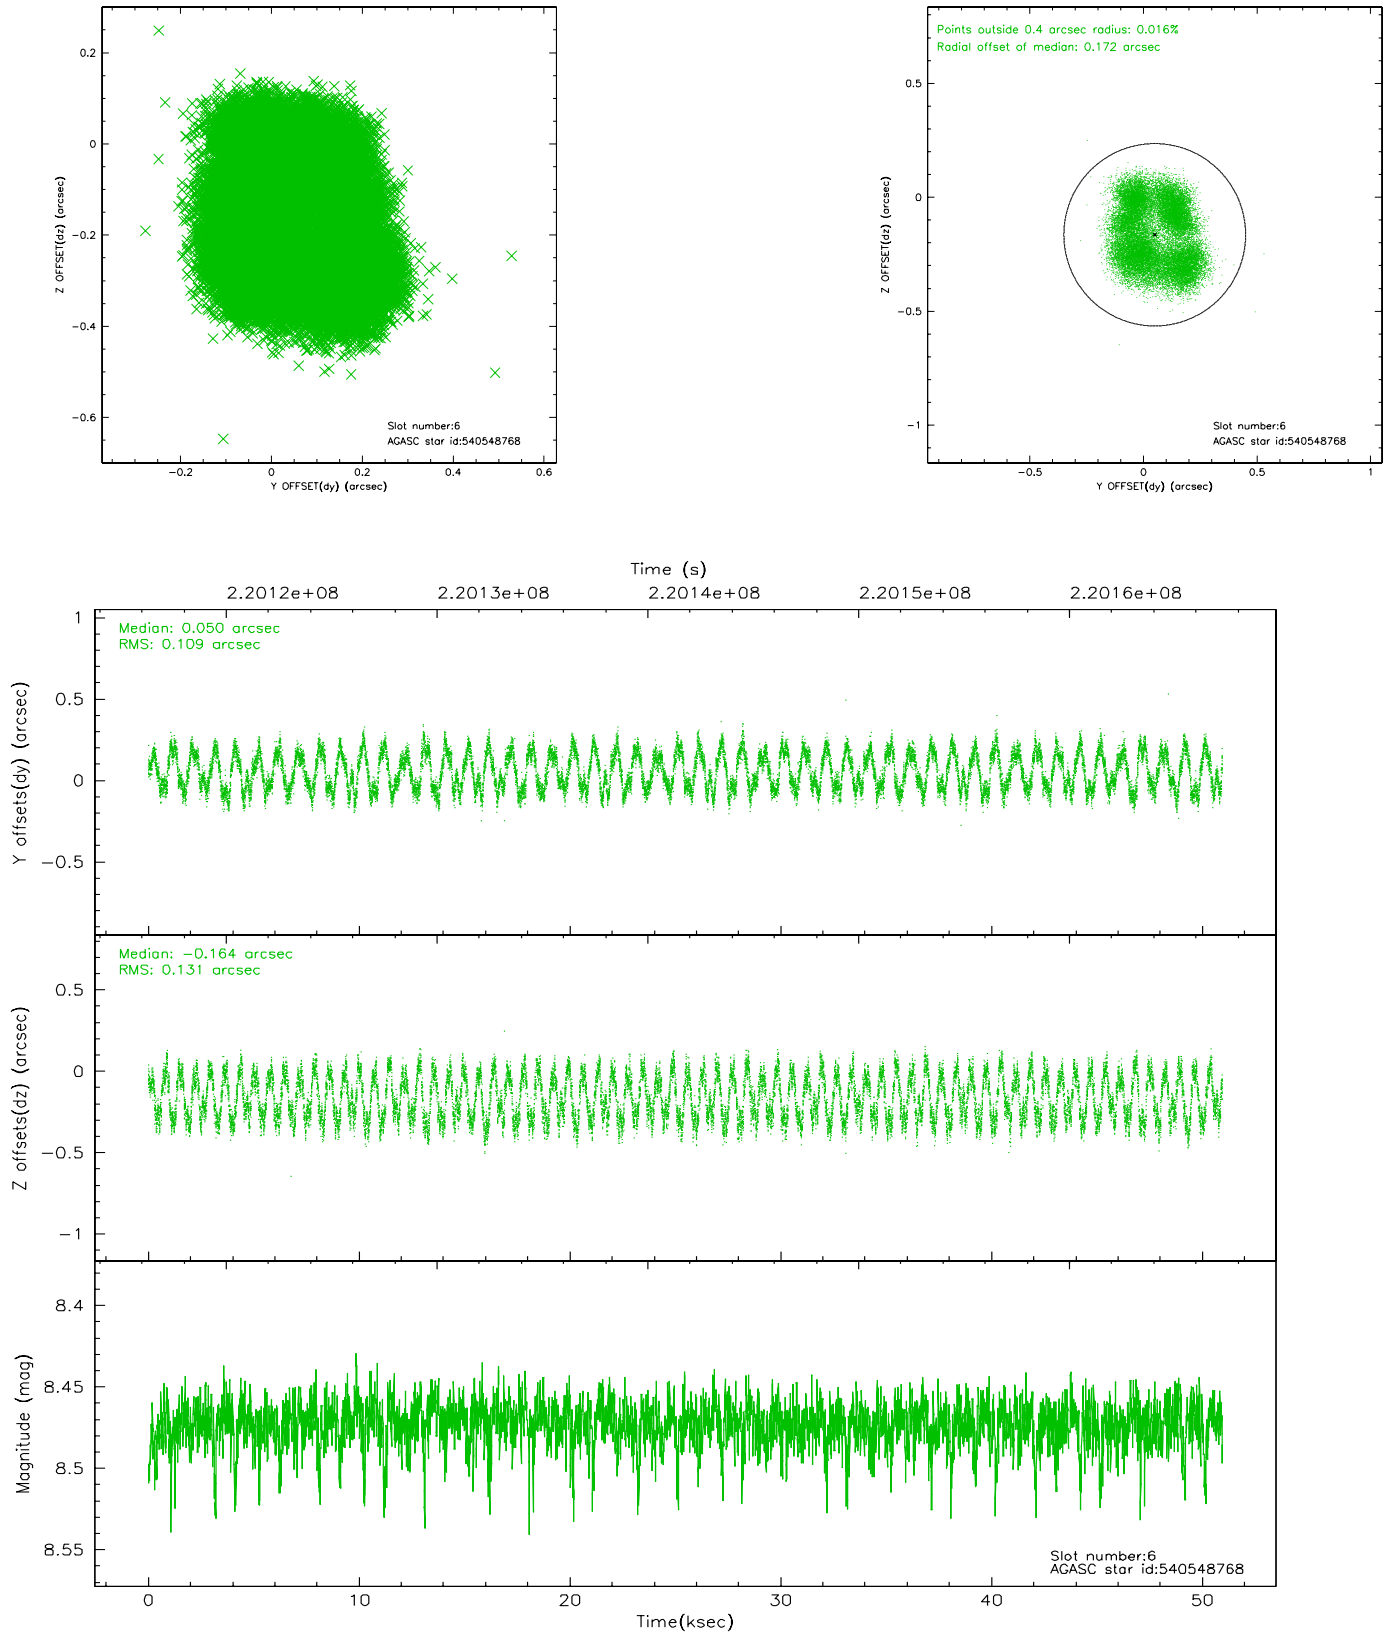 0.2
0
−0.2
−0.4
−0.6
Z OFFSET(dz) (arcsec)
Slot number:6
AGASC star id:540548768
−0.2 0 0.2 0.4 0.6
Y OFFSET(dy) (arcsec)
Points outside 0.4 arcsec radius: 0.016%
Radial offset of median: 0.172 arcsec
0.5
0
−0.5
−1
Z OFFSET(dz) (arcsec)
Slot number:6
AGASC star id:540548768
−0.5 0 0.5 1
Y OFFSET(dy) (arcsec)
Time (s)
2.2012e+08 2.2013e+08 2.2014e+08 2.2015e+08 2.2016e+08
Median: 0.050 arcsec
RMS: 0.109 arcsec
1
0.5
0
−0.5
Y offsets(dy) (arcsec)
Median: −0.164 arcsec
RMS: 0.131 arcsec
0.5
0
−0.5
−1
Z offsets(dz) (arcsec)
8.4
8.45
8.5
8.55
Magnitude (mag)
Slot number:6
AGASC star id:540548768
0 10 20 30 40 50
Time(ksec)